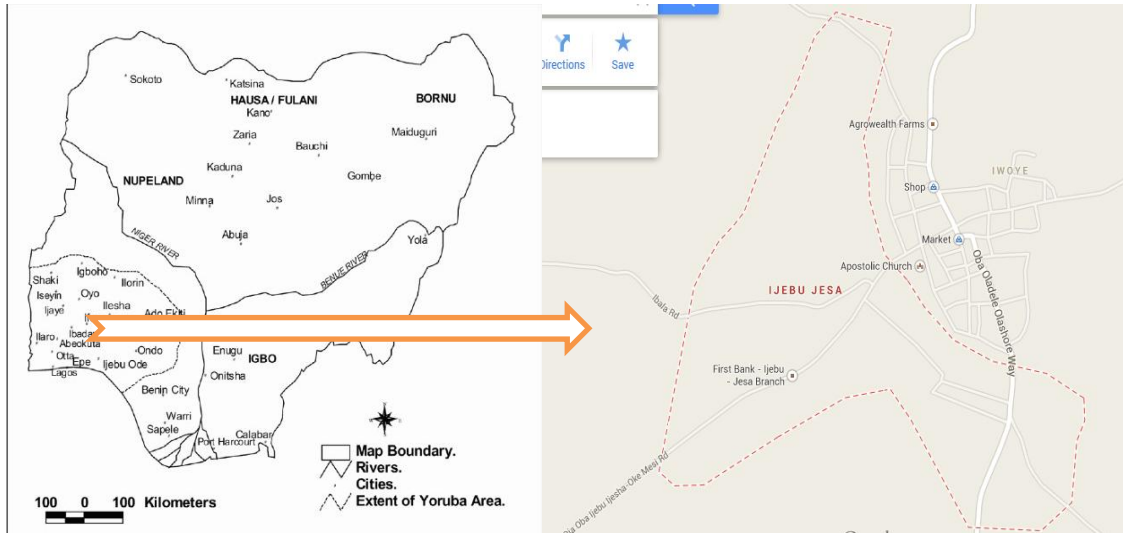 Sokoto
Katsina
HAUSA / FULANI
BORNU
Kano
Zaria
Maiduguri
Bauchi
Kaduna
Gombe
NUPELAND
Minna
Jos
Abuja
NIGER RIVER
Yola
BENUE RIVER
Igboho
Shaki
Ilorin
Iseyin
Oyo
Ijaye
Ilesha
Ado Ekiti
Ibadan
Ilaro
Abeokuta
Otta
Epe
Ondo
Ijebu Ode
Lagos
Enugu
IGBO
Onitsha
Benin City
Warri
Sapele
Port Harcourt
Calabar
Map Boundary.
Rivers.
Cities.
Extent of Yoruba Area.
100 0 100 Kilometers
Directions
Save
Agrowealth Farms
IWOYE
Shop
Market
Apostolic Church
Oba Oladele Olashore Way
IJEBU JESA
Ibala Rd
First Bank - Ijebu
- Jesa Branch
Oba Ijebu Ijesha-Oke Mesi Rd